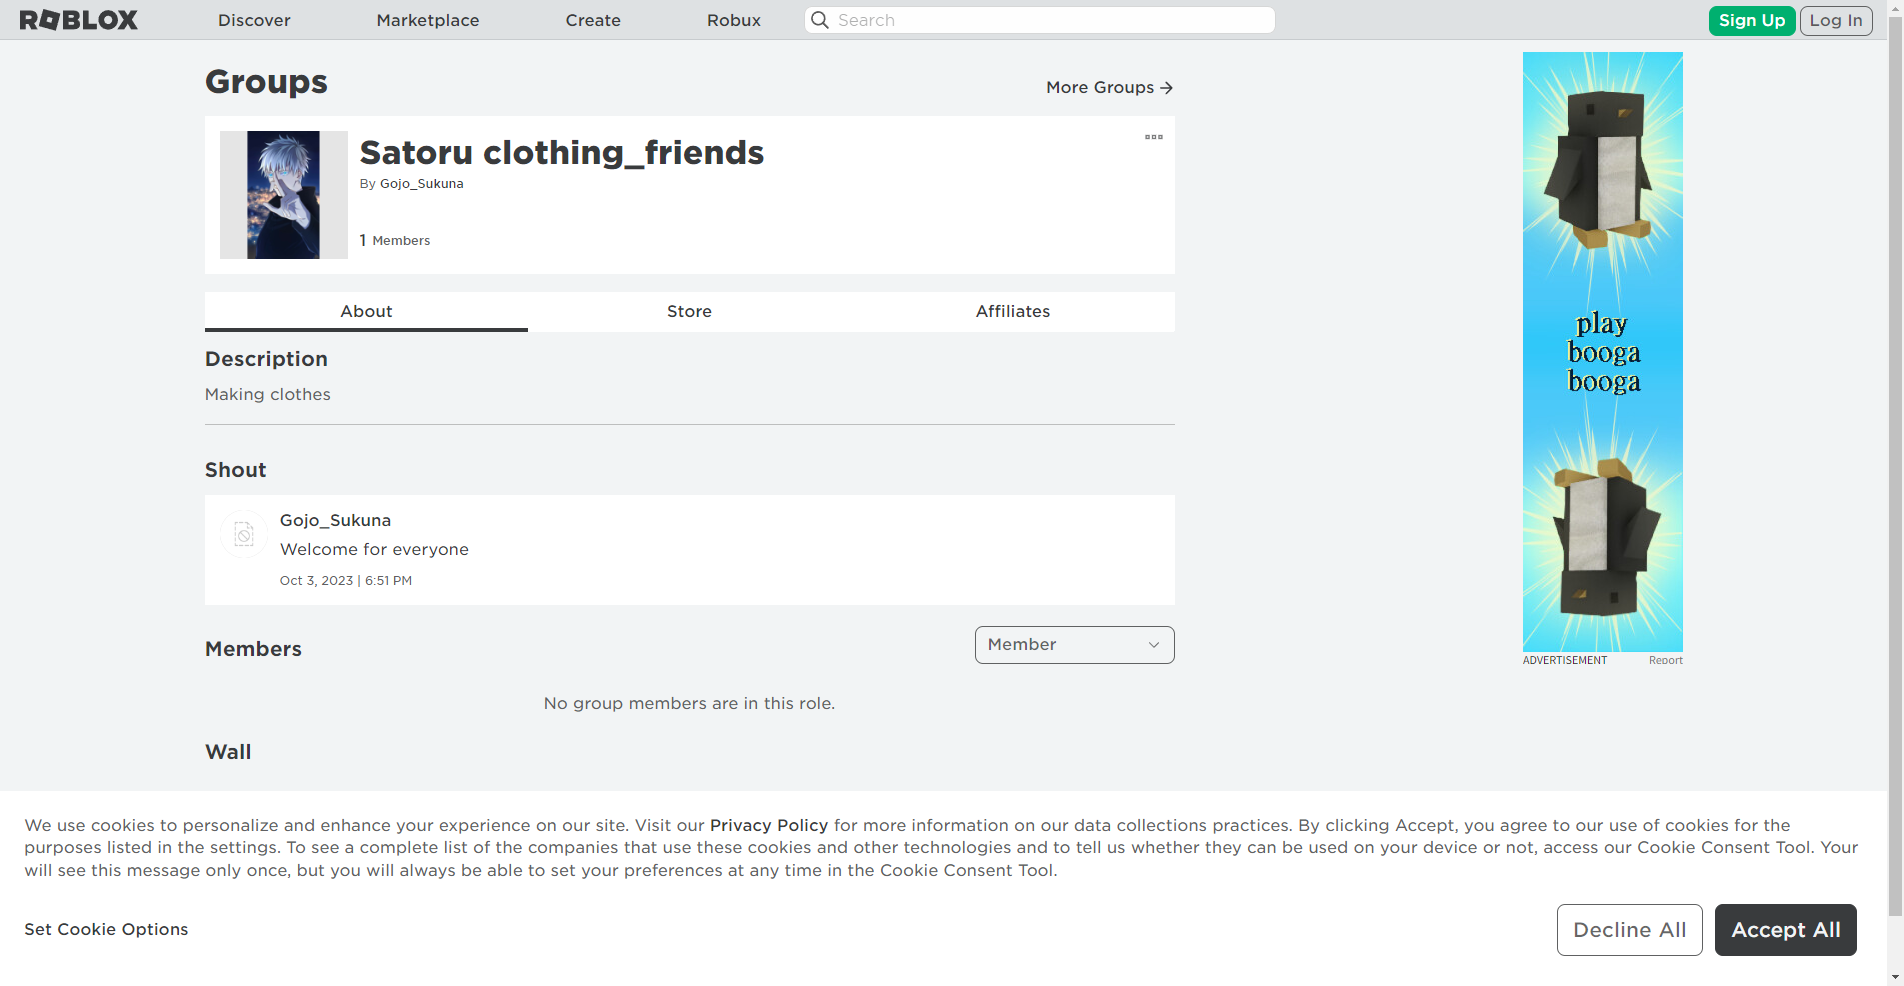 ROBLOX
Discover
Marketplace
Create
Robux
Search
Sign Up
Log In
Groups
More Groups
Satoru clothing_friends
By Gojo_Sukuna
1 Members
About
Store
Affiliates
Description
Making clothes
Shout
Gojo_Sukuna
Welcome for everyone
Oct 3, 2023 | 6:51 PM
Members
Member
No group members are in this role.
Wall
play
booga
booga
ADVERTISEMENT
Report
We use cookies to personalize and enhance your experience on our site. Visit our Privacy Policy for more information on our data collections practices. By clicking Accept, you agree to our use of cookies for the
purposes listed in the settings. To see a complete list of the companies that use these cookies and other technologies and to tell us whether they can be used on your device or not, access our Cookie Consent Tool. Your
will see this message only once, but you will always be able to set your preferences at any time in the Cookie Consent Tool.
Set Cookie Options
Decline All
Accept All